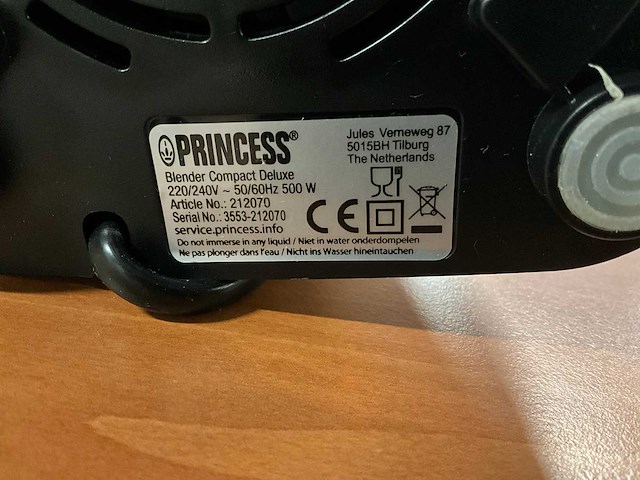 PRINCESS®
Jules Verneweg 87
5015BH Tilburg
The Netherlands
Blender Compact Deluxe
220/240V ~ 50/60Hz 500 W
Article No.: 212070
Serial No.: 3553-212070
service.princess.info
CE
Do not immerse in any liquid / Niet in water onderdompelen
Ne pas plonger dans l'eau / Nicht ins Wasser hineintauchen